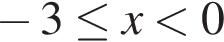 − 3 ≤ x < 0